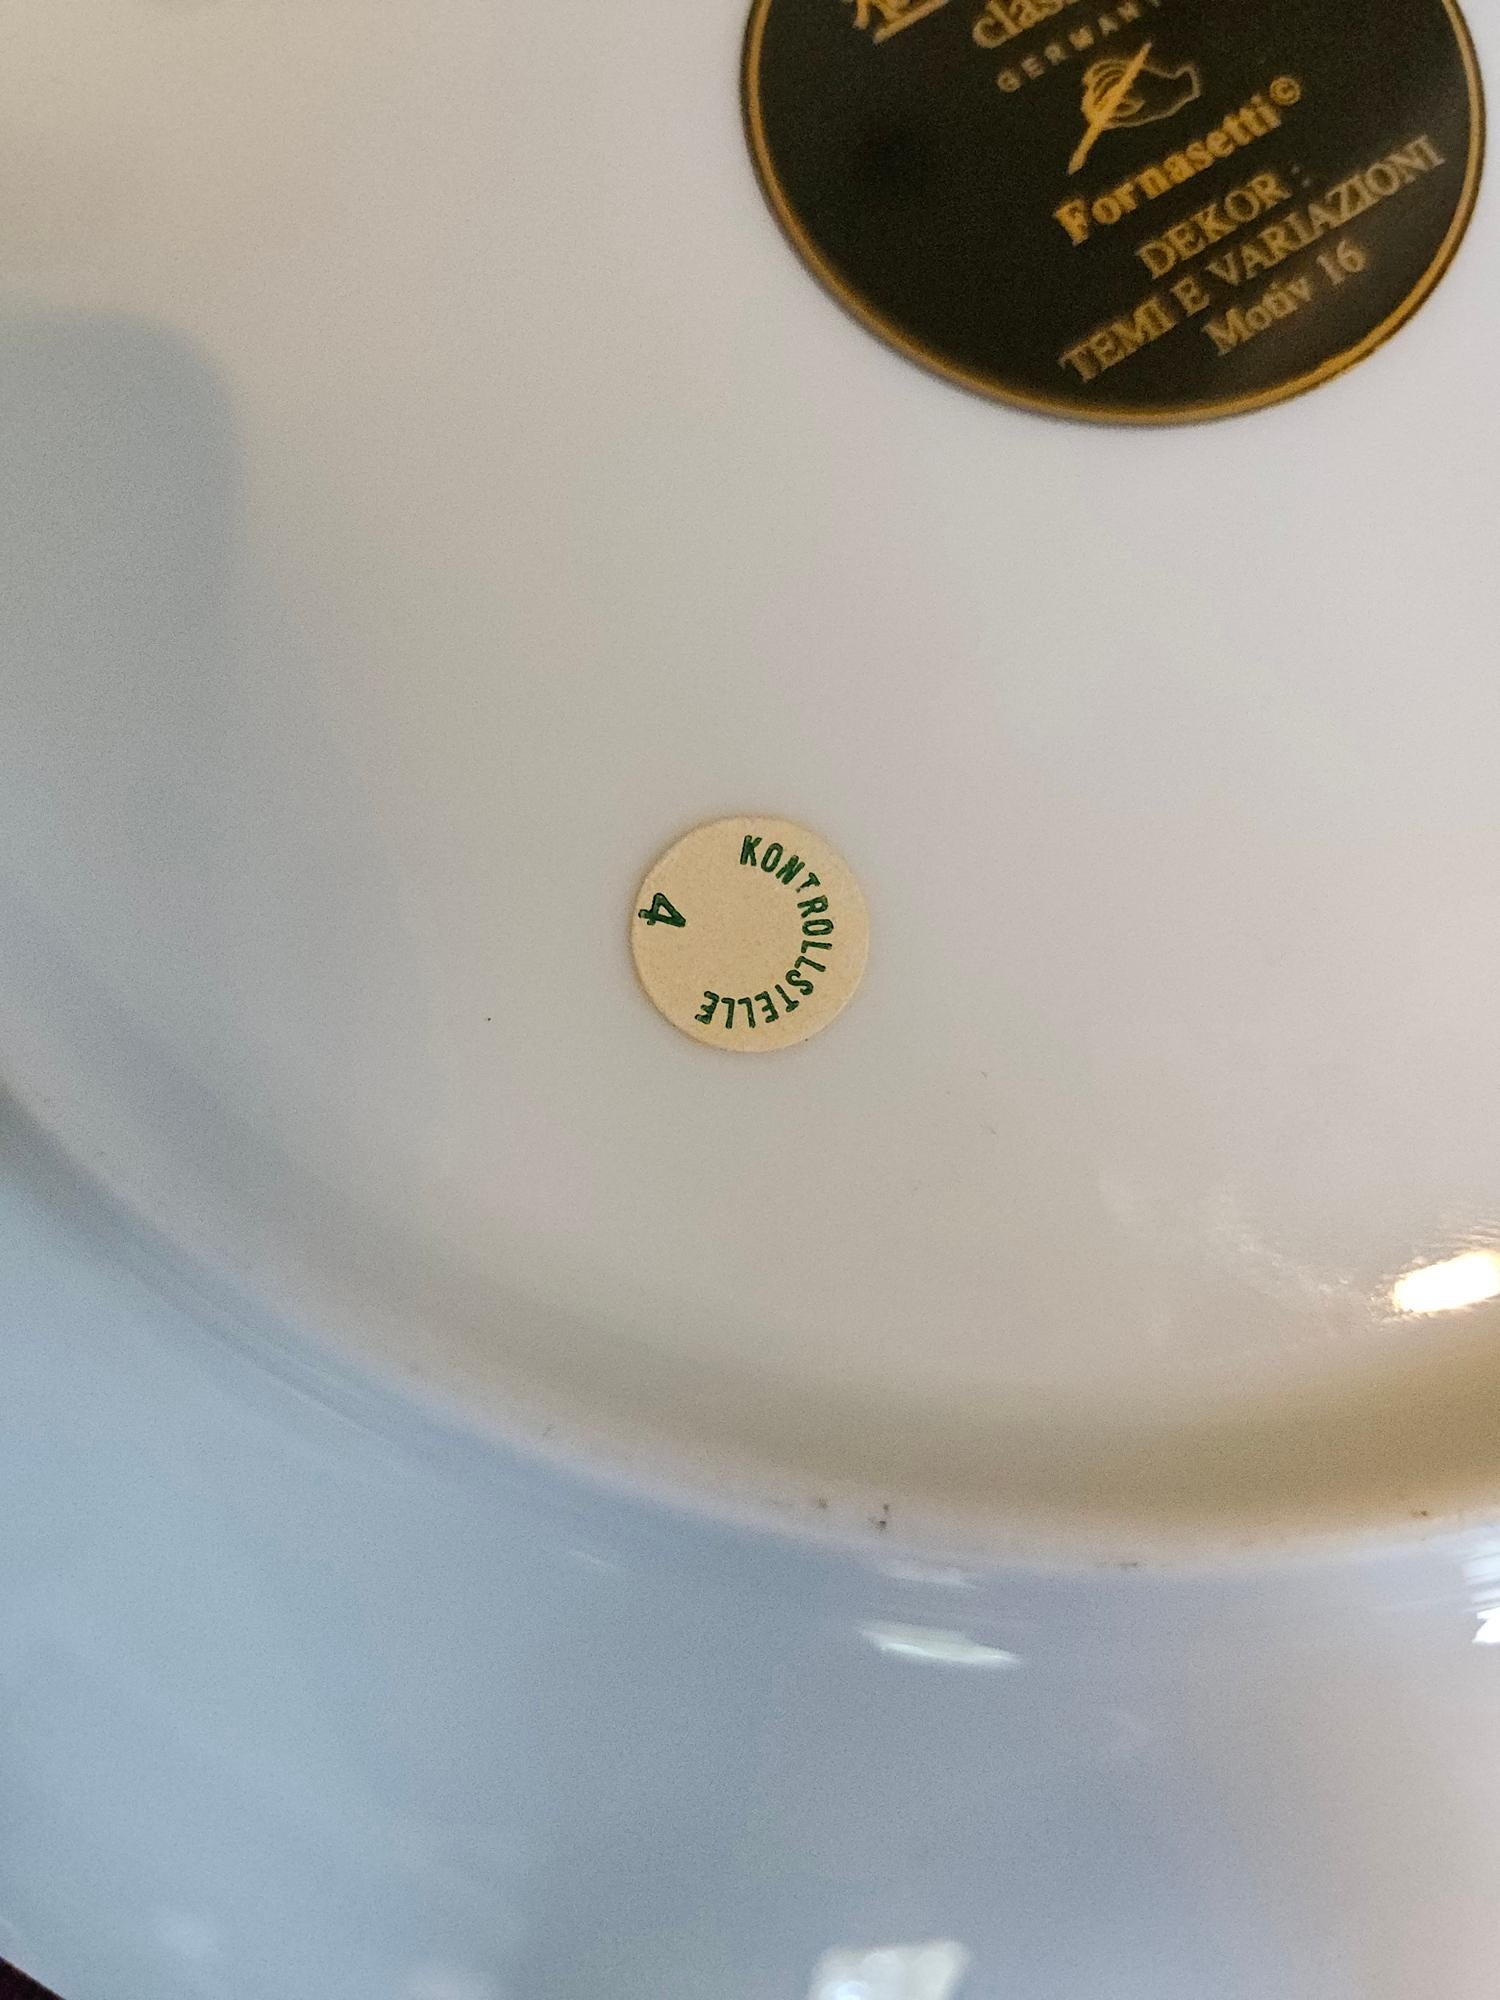 GERMANY
Fornasetti©
DEKOR :
TEMI E VARIAZIONI
Motiv 16
KONTROLLSTELLE
4